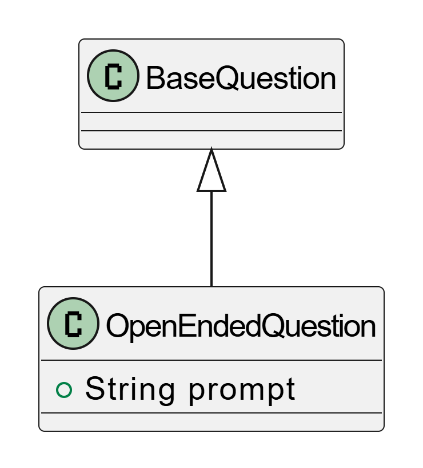 C BaseQuestion
C OpenEndedQuestion
String prompt